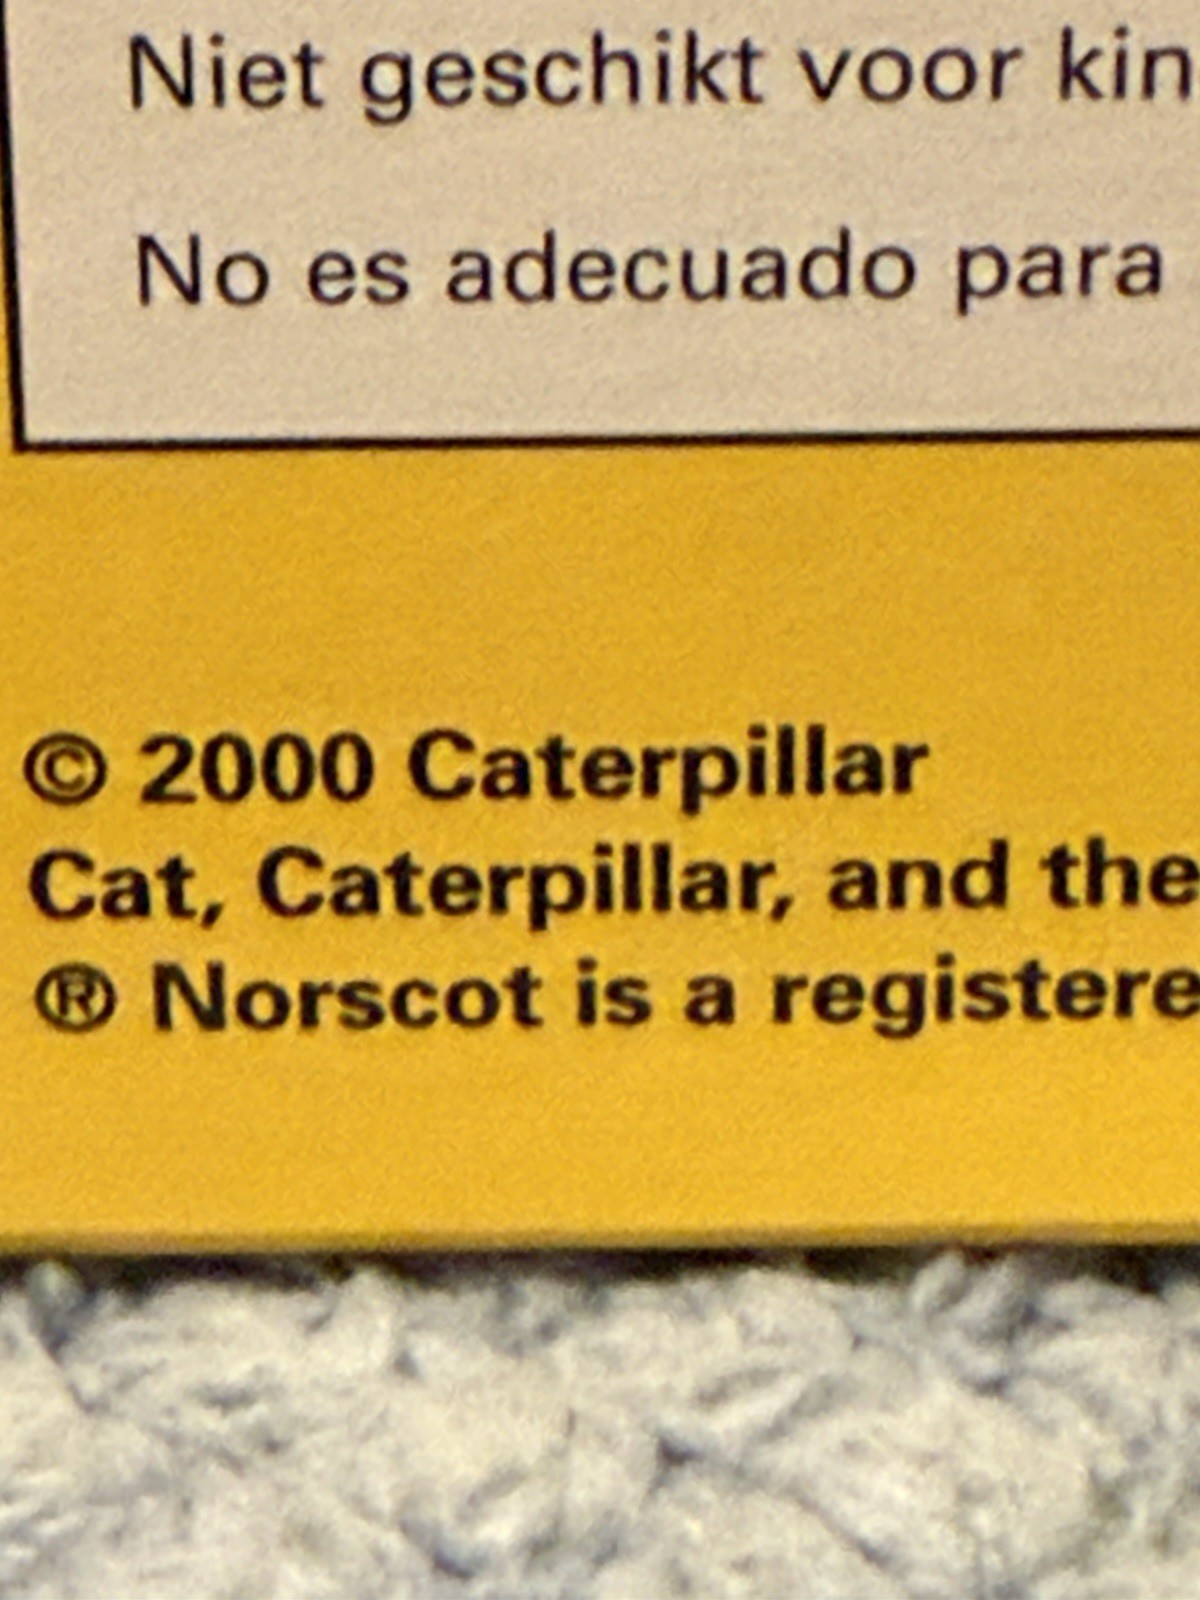 Niet geschikt voor kin
No es adecuado para
© 2000 Caterpillar
Cat, Caterpillar, and the
® Norscot is a registere